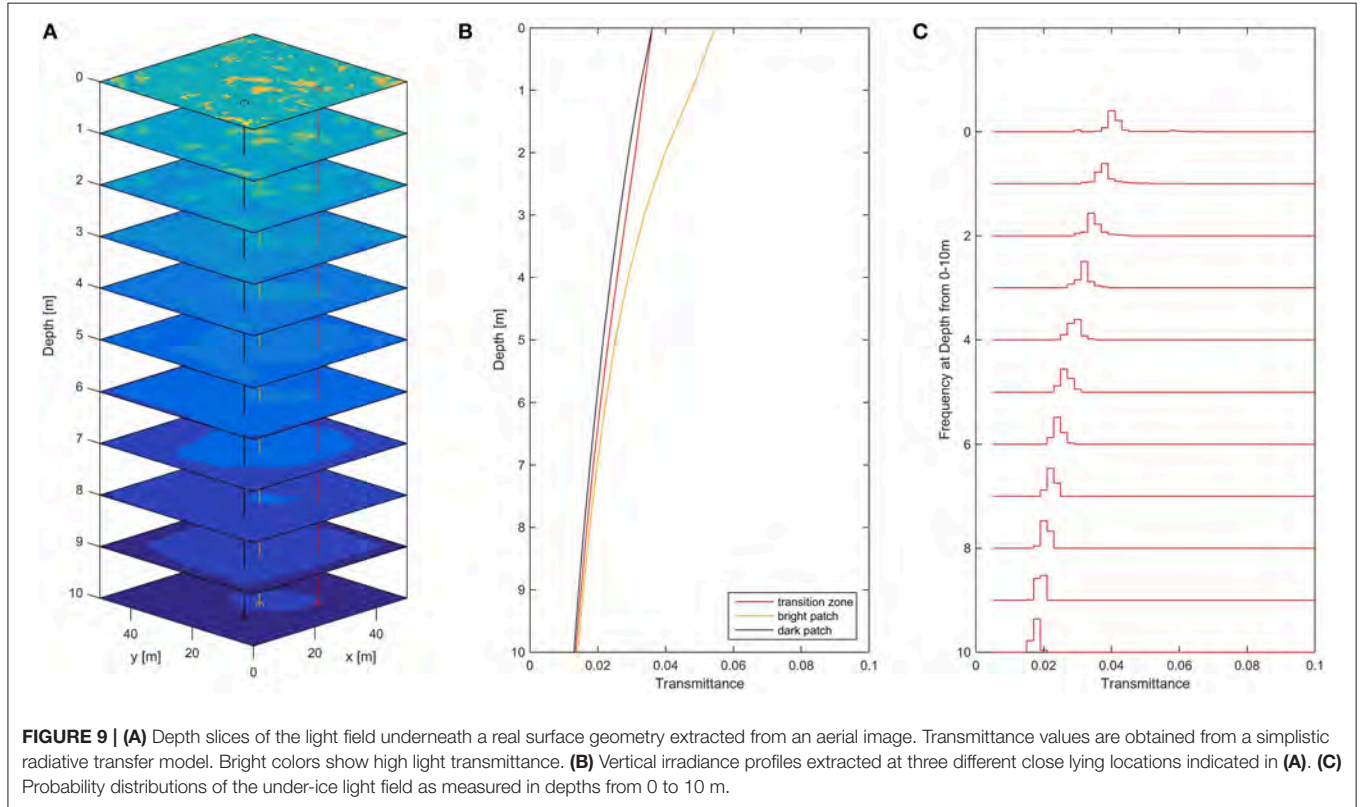 A
0
1
2
3
4
5
6
7
8
9
10
Depth [m]
40
20
0
20
40
y [m]
x [m]
B
0
1
2
3
4
5
6
7
8
9
10
Depth [m]
0
0.02
0.04
0.06
0.08
0.1
Transmittance
transition zone
bright patch
dark patch
C
0
2
4
6
8
10
Frequency at Depth from 0-10m
0.02
0.04
0.06
0.08
0.1
Transmittance
FIGURE 9 | (A) Depth slices of the light field underneath a real surface geometry extracted from an aerial image. Transmittance values are obtained from a simplistic
radiative transfer model. Bright colors show high light transmittance. (B) Vertical irradiance profiles extracted at three different close lying locations indicated in (A). (C)
Probability distributions of the under-ice light field as measured in depths from 0 to 10 m.